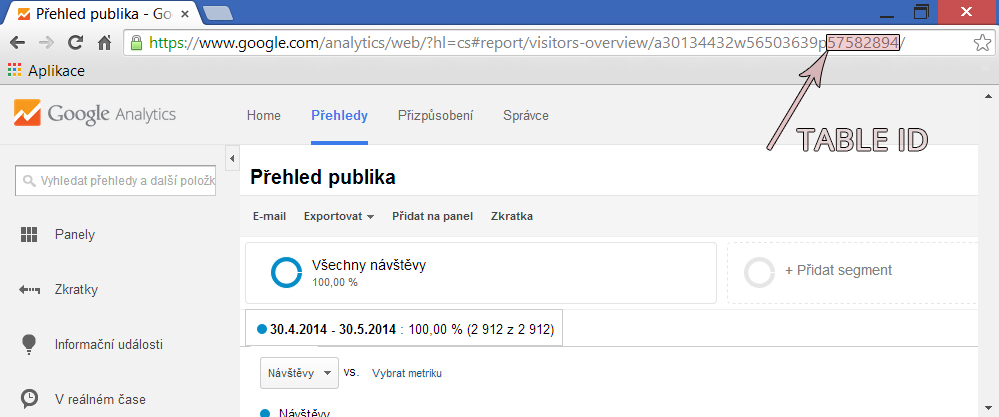 Přehled publika - Go
https://www.google.com/analytics/web/?hl=cs#report/visitors-overview/a30134432w56503639p57582894/
Aplikace
TABLE ID
Google Analytics
Home Přehledy Přizpůsobení Správce
Vyhledat přehledy a další položk
Přehled publika
E-mail Exportovat Přidat na panel Zkratka
Panely
Všechny návštěvy
100,00 %
+ Přidat segment
Zkratky
30.4.2014 - 30.5.2014 : 100,00 % (2 912 z 2 912)
Informační události
Návštěvy vs. Vybrat metriku
V reálném čase
Návštěvy